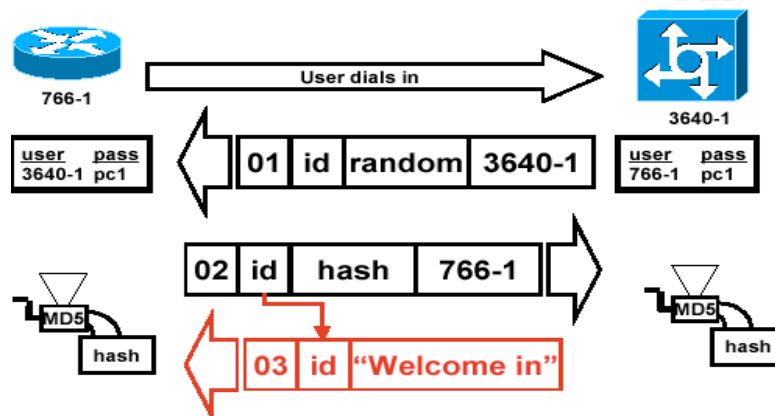 User dials in
766-1
3640-1
user pass
3640-1 pc1
01 id random 3640-1
user pass
766-1 pc1
02 id hash 766-1
MD5
hash
MD5
hash
03 id “Welcome in”